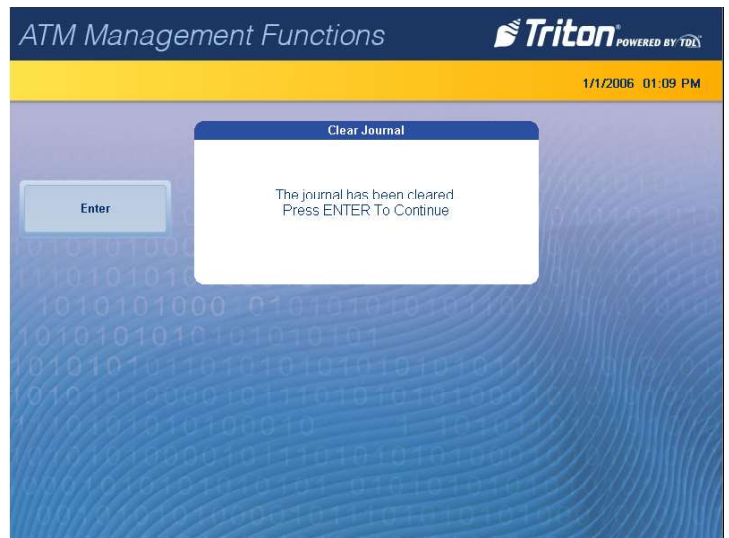 ATM Management Functions
Triton POWERED BY TDL
1/1/2006 01:09 PM
Clear Journal
The journal has been cleared
Press ENTER To Continue
Enter